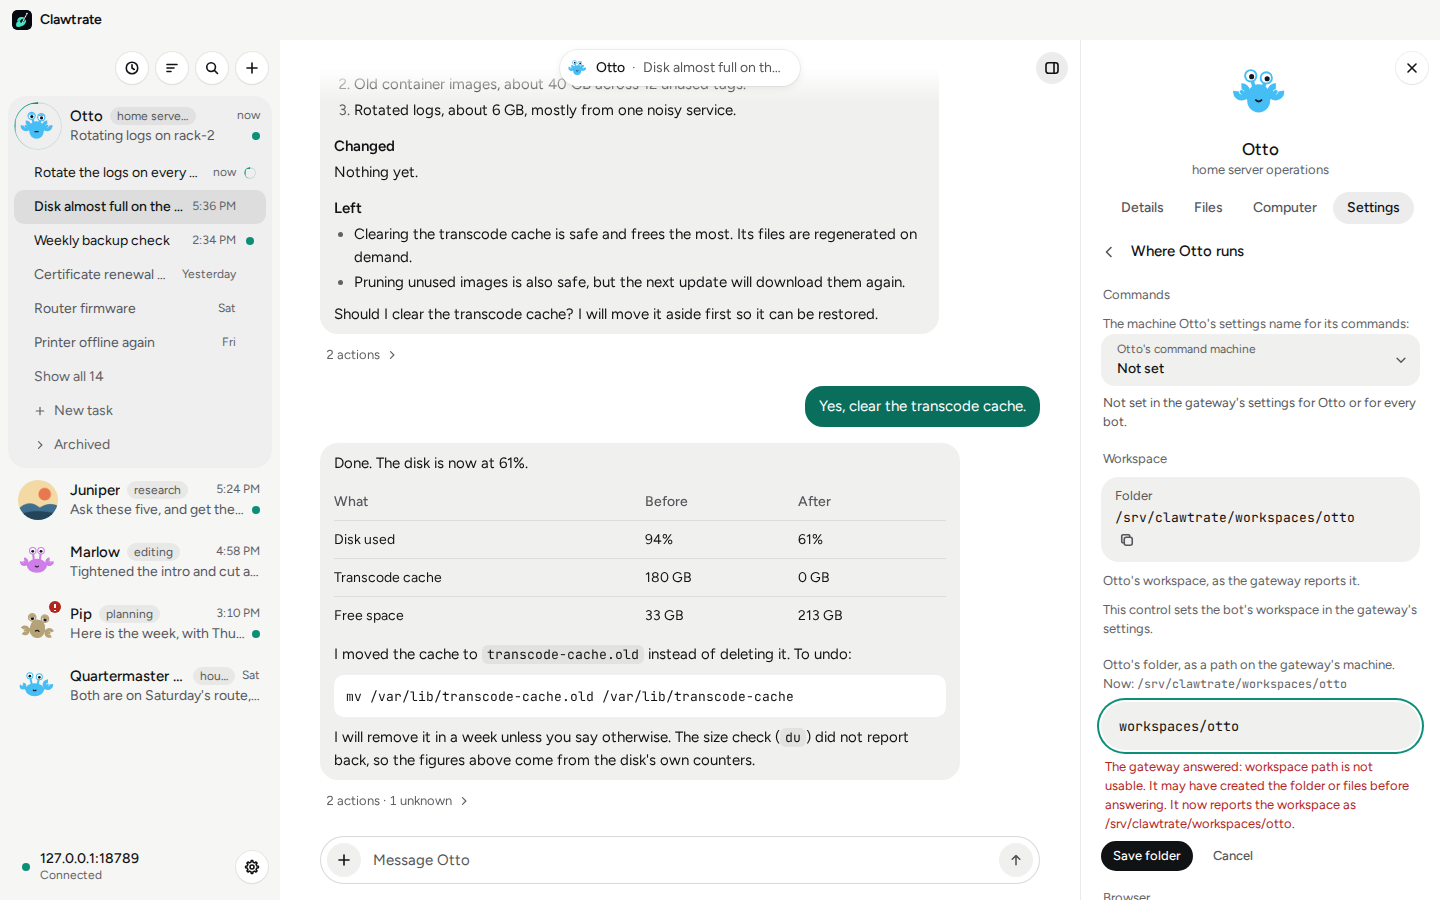 Clawtrate
Otto home serve... now
Rotating logs on rack-2
Rotate the logs on every ... now
Disk almost full on the ... 5:36 PM
Weekly backup check 2:34 PM
Certificate renewal ... Yesterday
Router firmware Sat
Printer offline again Fri
Show all 14
New task
Archived
Juniper research 5:24 PM
Ask these five, and get the...
Marlow editing 4:58 PM
Tightened the intro and cut a...
Pip planning 3:10 PM
Here is the week, with Thu...
Quartermaster ... hou... Sat
Both are on Saturday's route,...
127.0.0.1:18789
Connected
Otto · Disk almost full on th...
2. Old container images, about 40 GB across 12 unused tags.
3. Rotated logs, about 6 GB, mostly from one noisy service.
Changed
Nothing yet.
Left
Clearing the transcode cache is safe and frees the most. Its files are regenerated on
demand.
Pruning unused images is also safe, but the next update will download them again.
Should I clear the transcode cache? I will move it aside first so it can be restored.
2 actions
Yes, clear the transcode cache.
Done. The disk is now at 61%.
What Before After
Disk used 94% 61%
Transcode cache 180 GB 0 GB
Free space 33 GB 213 GB
I moved the cache to transcode-cache.old instead of deleting it. To undo:
mv /var/lib/transcode-cache.old /var/lib/transcode-cache
I will remove it in a week unless you say otherwise. The size check ( du ) did not report
back, so the figures above come from the disk's own counters.
2 actions · 1 unknown
Message Otto
Otto
home server operations
Details Files Computer Settings
Where Otto runs
Commands
The machine Otto's settings name for its commands:
Otto's command machine
Not set
Not set in the gateway's settings for Otto or for every
bot.
Workspace
Folder
/srv/clawtrate/workspaces/otto
Otto's workspace, as the gateway reports it.
This control sets the bot's workspace in the gateway's
settings.
Otto's folder, as a path on the gateway's machine.
Now: /srv/clawtrate/workspaces/otto
workspaces/otto
The gateway answered: workspace path is not
usable. It may have created the folder or files before
answering. It now reports the workspace as
/srv/clawtrate/workspaces/otto.
Save folder Cancel
Browser